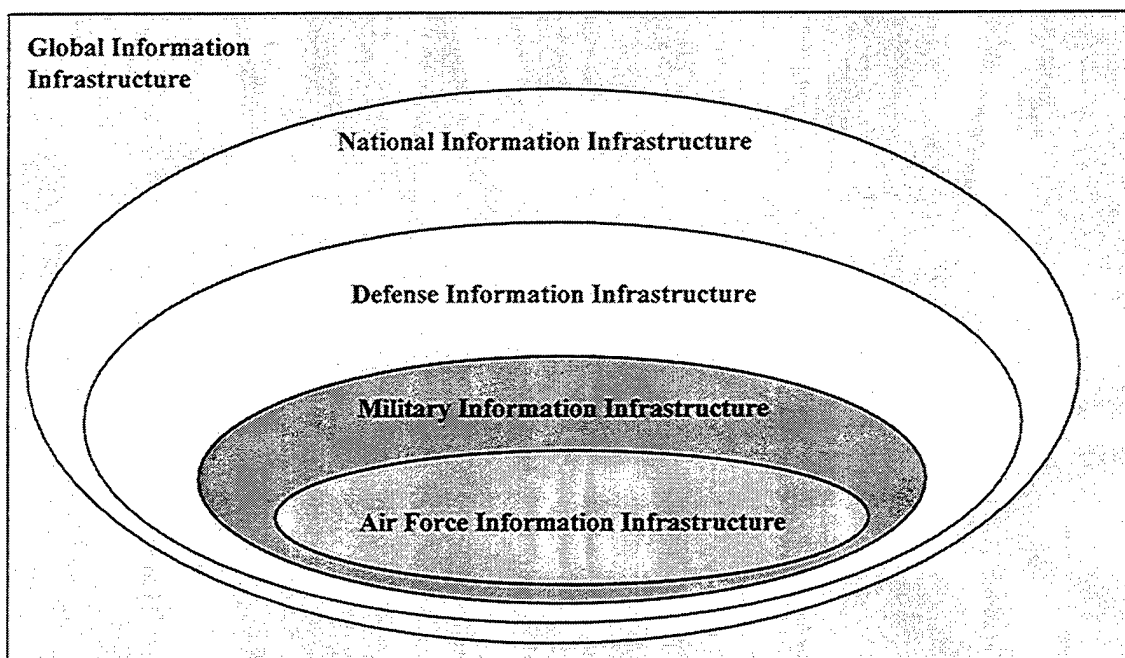 Global Information
Infrastructure
National Information Infrastructure
Defense Information Infrastructure
Military Information Infrastructure
Air Force Information Infrastructure